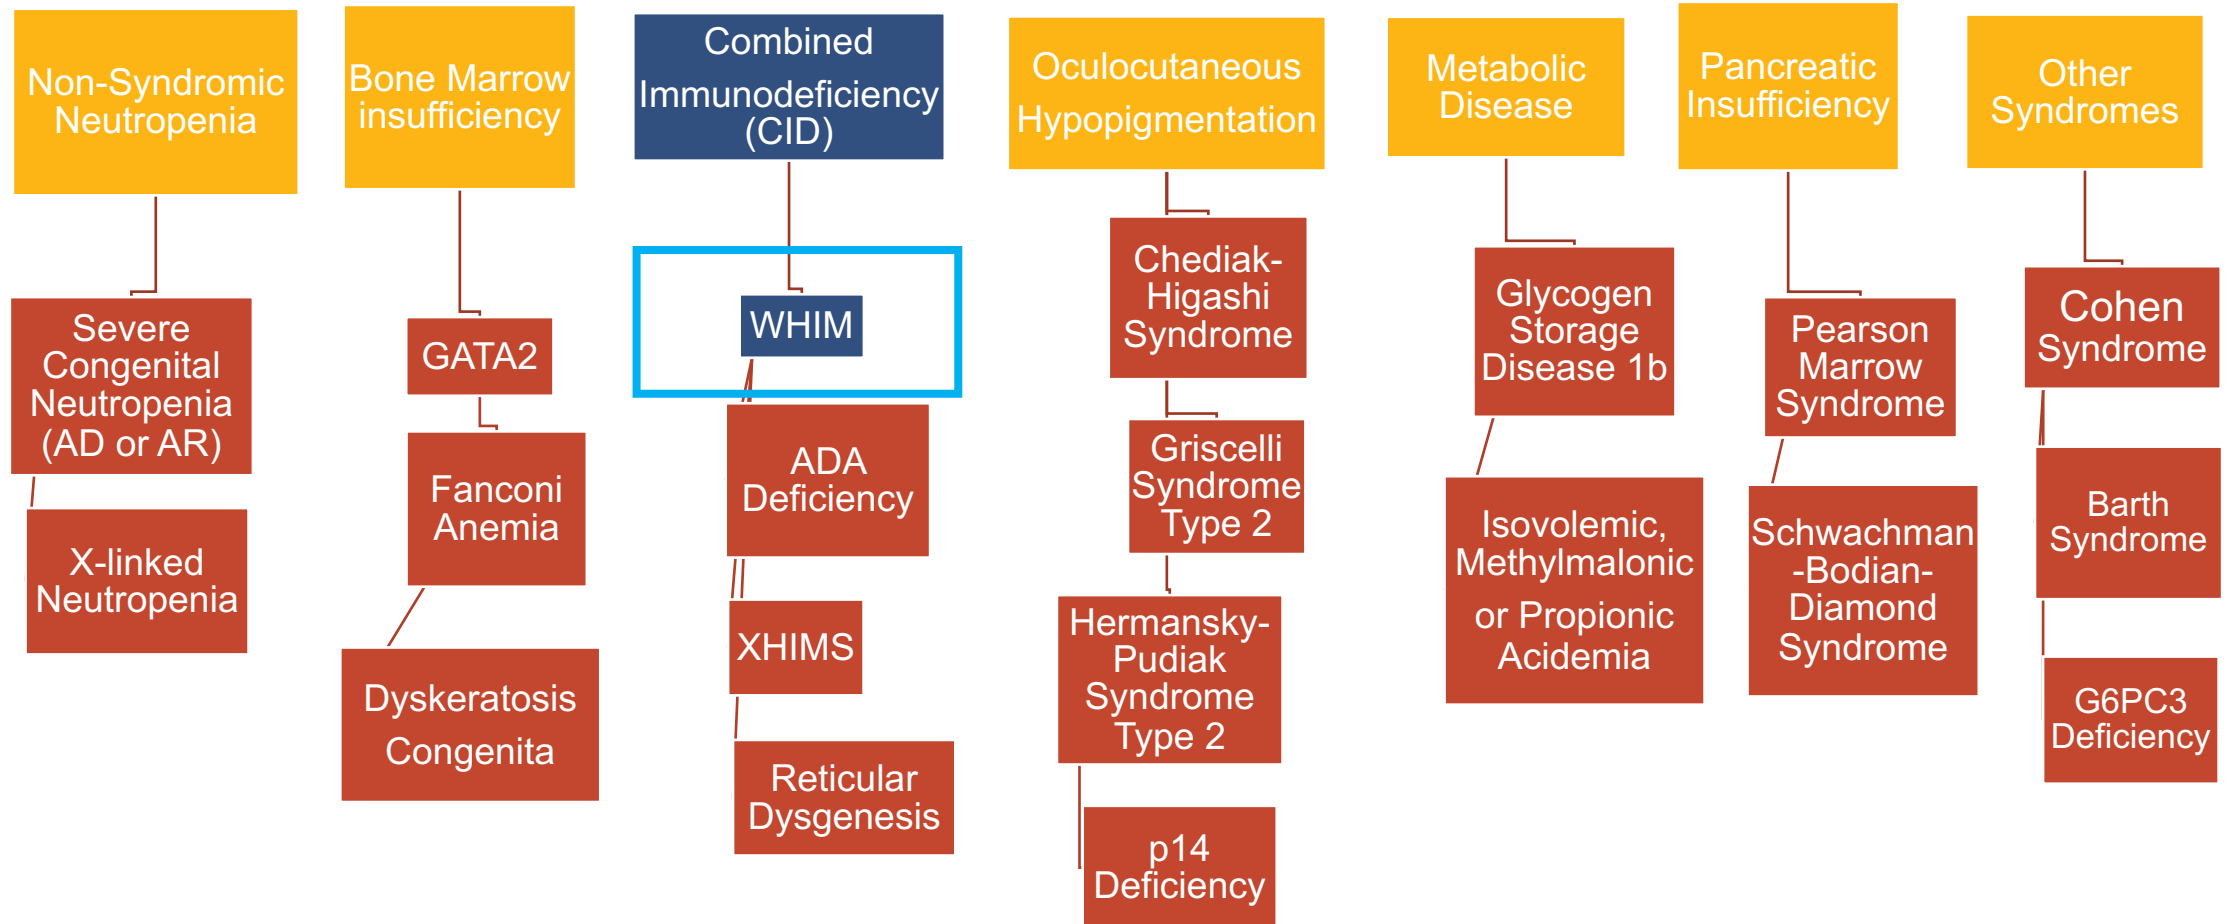 Non-Syndromic
Neutropenia
Severe
Congenital
Neutropenia
(AD or AR)
X-linked
Neutropenia
Bone Marrow
insufficiency
GATA2
Fanconi
Anemia
Dyskeratosis
Congenita
Combined
Immunodeficiency
(CID)
WHIM
ADA
Deficiency
XHIMS
Reticular
Dysgenesis
Oculocutaneous
Hypopigmentation
Chediak-
Higashi
Syndrome
Griscelli
Syndrome
Type 2
Hermansky-
Pudiak
Syndrome
Type 2
p14
Deficiency
Metabolic
Disease
Glycogen
Storage
Disease 1b
Isovolemic,
Methylmalonic
or Propionic
Acidemia
Pancreatic
Insufficiency
Pearson
Marrow
Syndrome
Schwachman
-Bodian-
Diamond
Syndrome
Other
Syndromes
Cohen
Syndrome
Barth
Syndrome
G6PC3
Deficiency